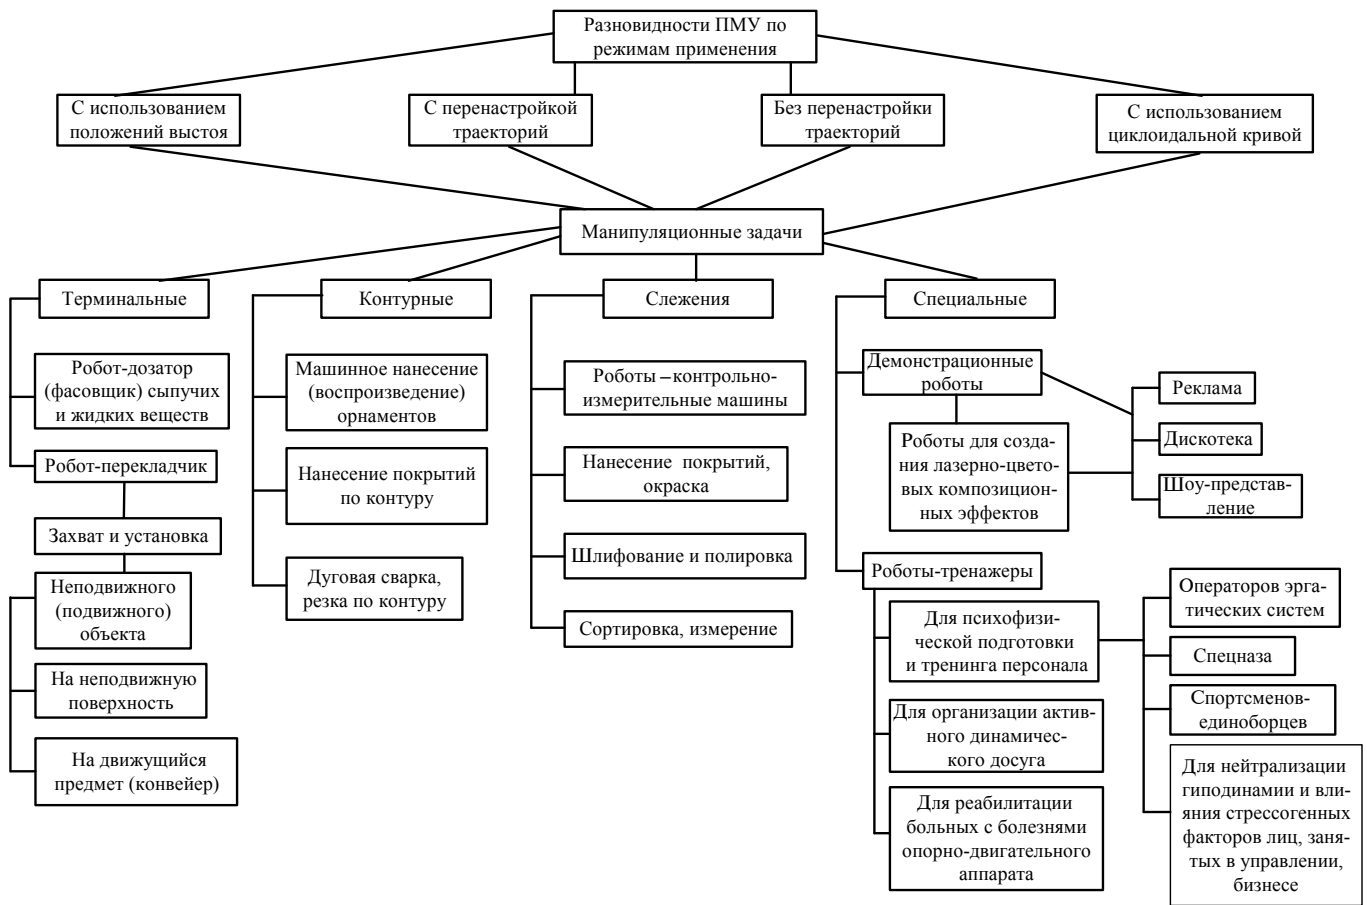 Разновидности ПМУ по
режимам применения
С использованием
положений выстоя
С перенастройкой
траекторий
Без перенастройки
траекторий
С использованием
циклоидальной кривой
Манипуляционные задачи
Терминальные
Робот-дозатор
(фасовщик) сыпучих
и жидких веществ
Робот-перекладчик
Захват и установка
Неподвижного
(подвижного)
объекта
На неподвижную
поверхность
На движущийся
предмет (конвейер)
Контурные
Машинное нанесение
(воспроизведение)
орнаментов
Нанесение покрытий
по контуру
Дуговая сварка,
резка по контуру
Слежения
Роботы – контрольно-
измерительные машины
Нанесение покрытий,
окраска
Шлифование и полировка
Сортировка, измерение
Специальные
Демонстрационные
роботы
Роботы для созда-
ния лазерно-цвето-
вых композицион-
ных эффектов
Реклама
Дискотека
Шоу-представ-
ление
Роботы-тренажеры
Для психофизи-
ческой подготовки
и тренинга персонала
Для организации актив-
ного динамичес-
кого досуга
Для реабилитации
больных с болезнями
опорно-двигательного
аппарата
Операторов эрга-
тических систем
Спецназа
Спортсменов-
единоборцев
Для нейтрализации
гиподинамии и вли-
яния стрессогенных
факторов лиц, заня-
тых в управлении,
бизнесе